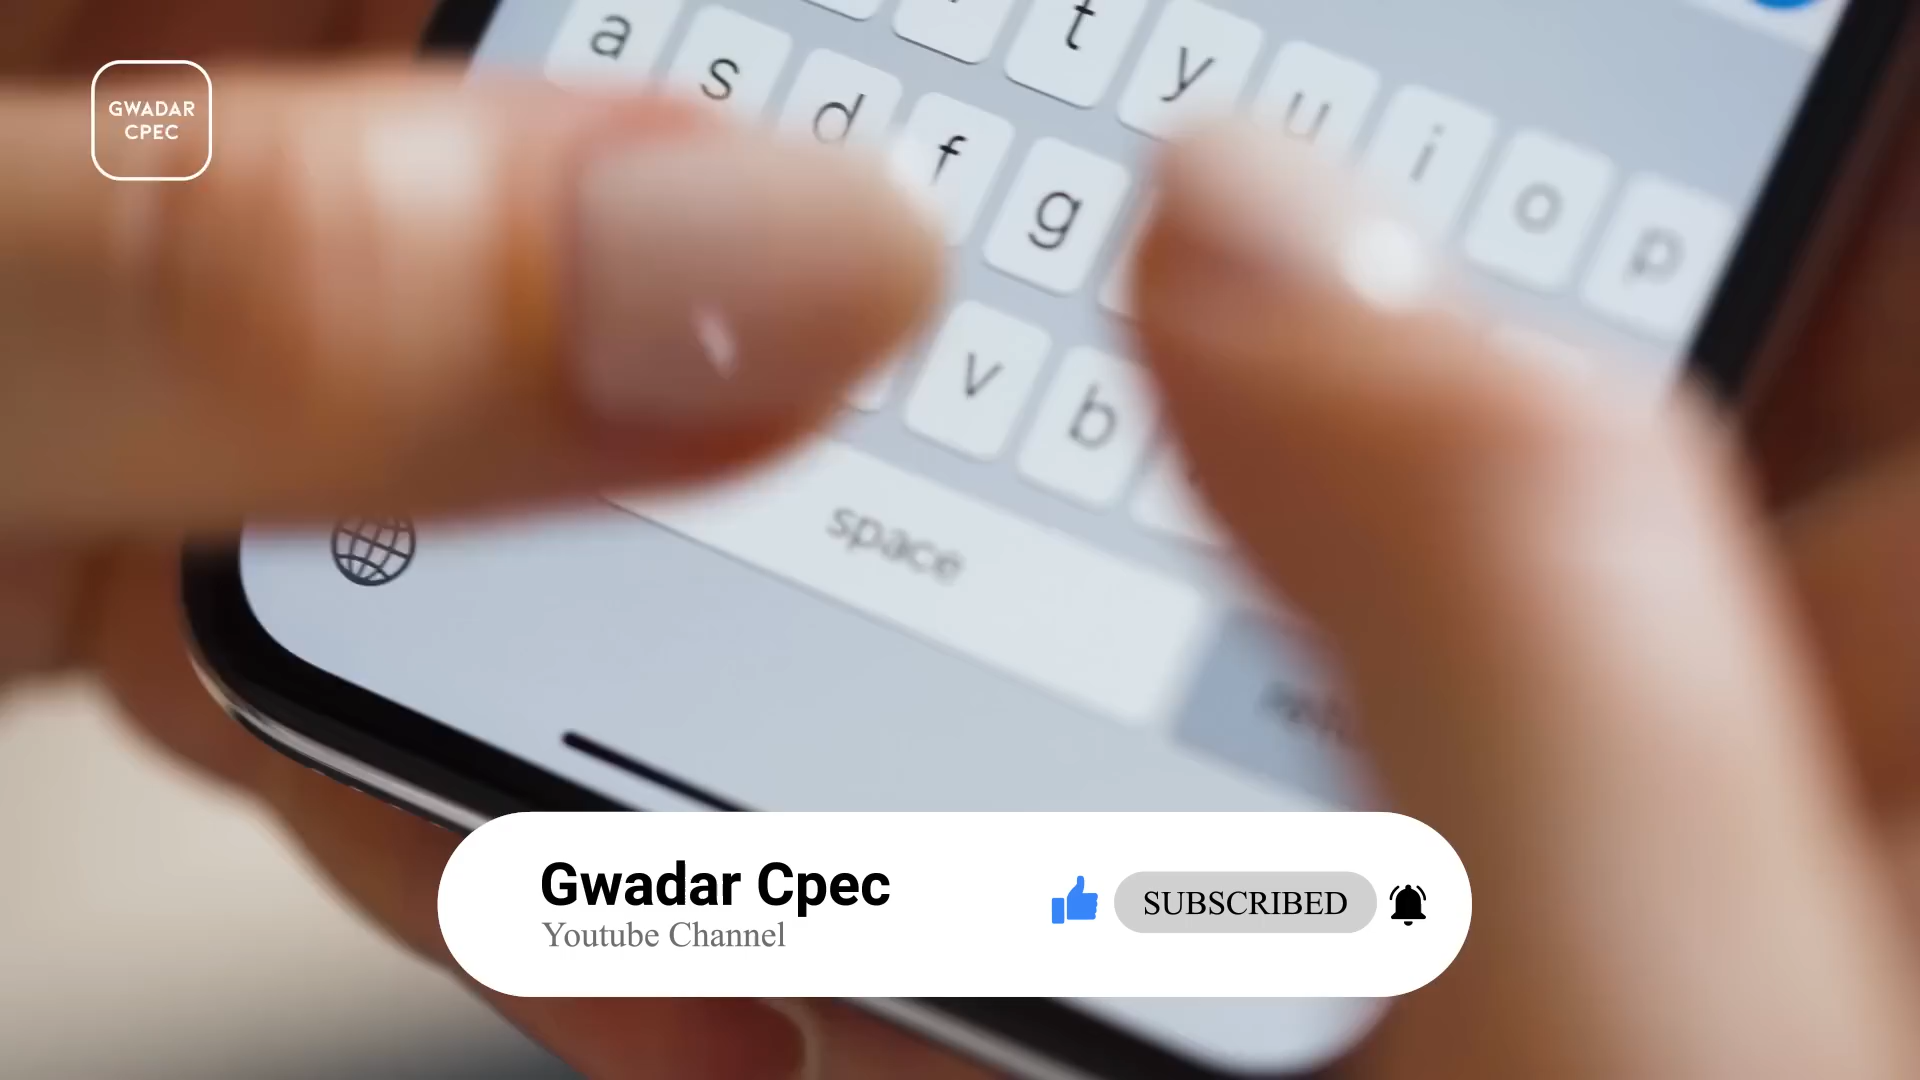 GWADAR
CPEC
t
y
u
i
o
p
a
s
d
f
g
v
b
space
Gwadar Cpec
Youtube Channel
SUBSCRIBED